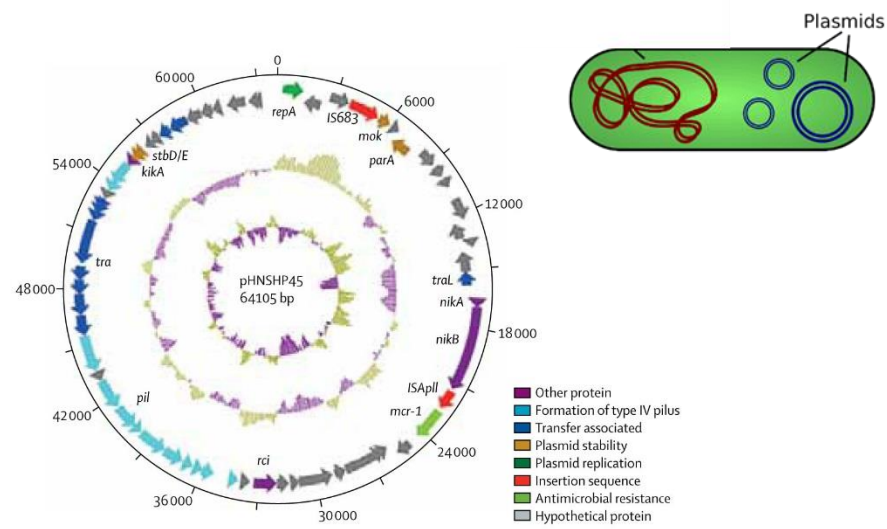 Plasmids
0
6000
12000
18000
24000
30000
36000
42000
48000
54000
60000
repA
IS683
mok
parA
traL
nikA
nikB
ISApII
mcr-1
rci
pil
tra
kikA
stbD/E
pHNSHP45
64105 bp
Other protein
Formation of type IV pilus
Transfer associated
Plasmid stability
Plasmid replication
Insertion sequence
Antimicrobial resistance
Hypothetical protein